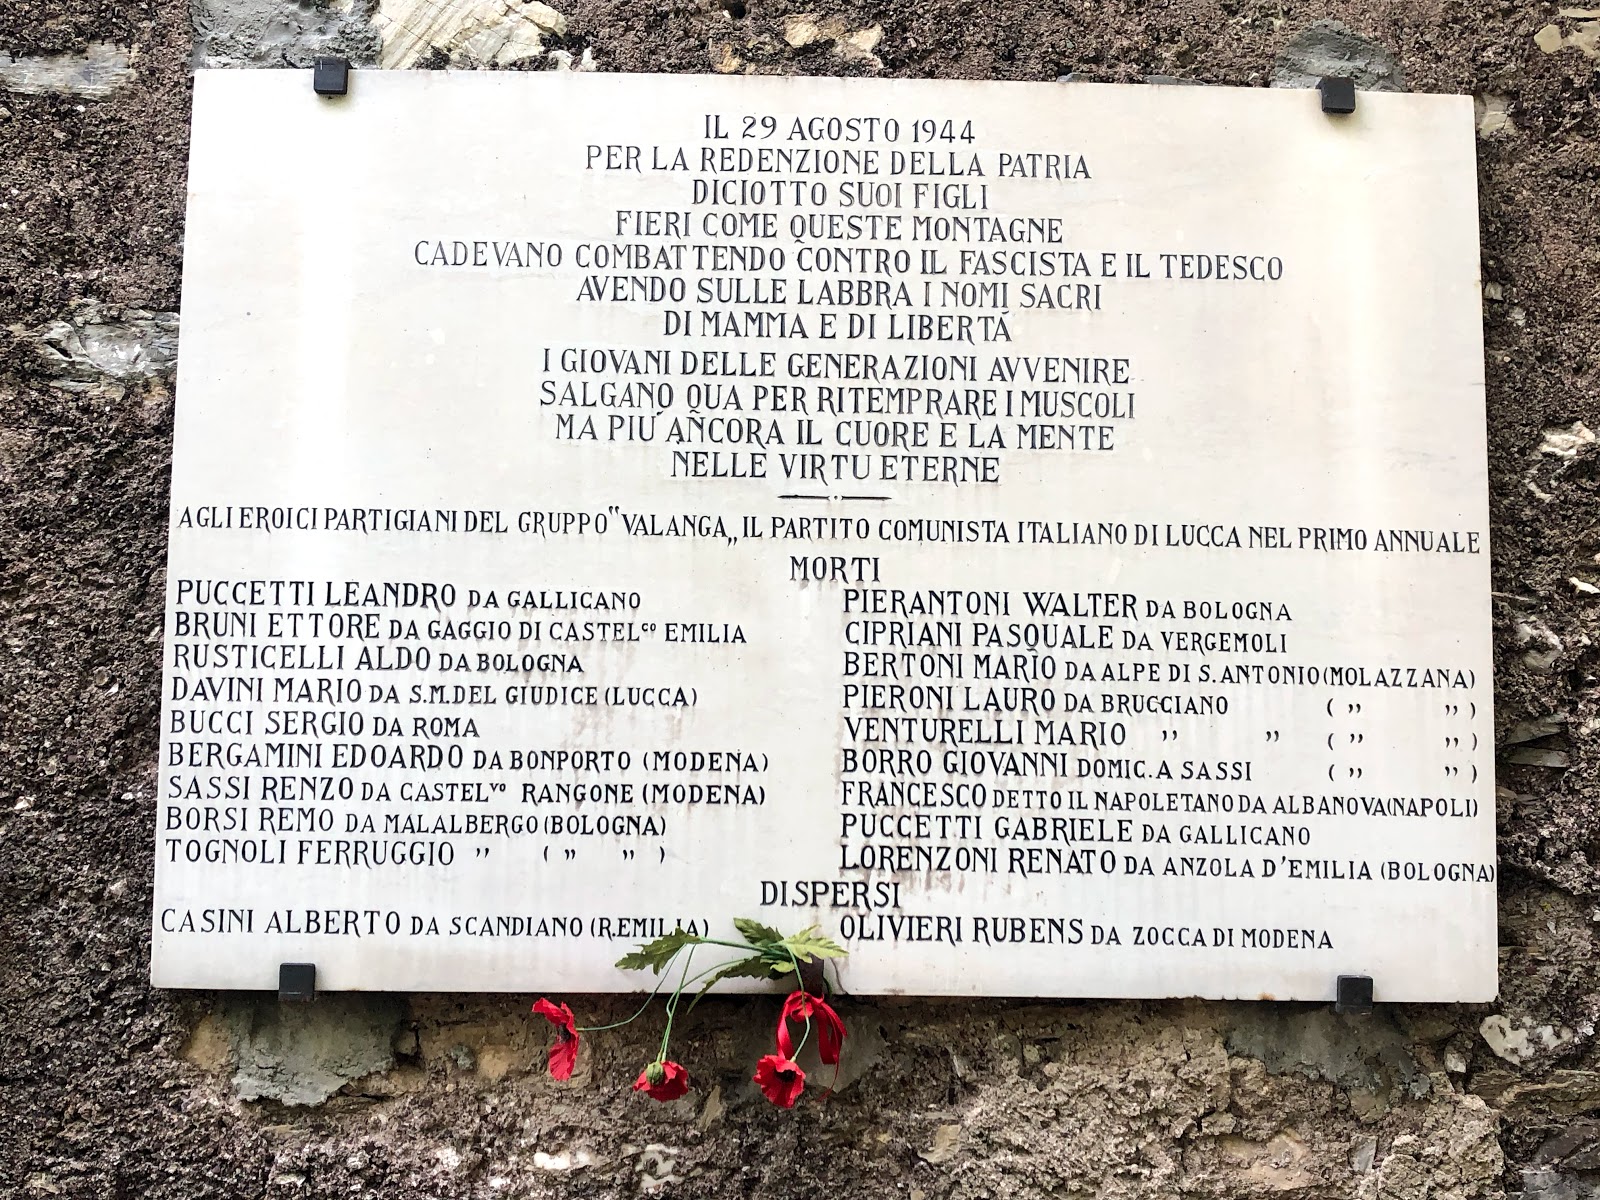 IL 29 AGOSTO 1944
PER LA REDENZIONE DELLA PATRIA
DICIOTTO SUOI FIGLI
FIERI COME QUESTE MONTAGNE
CADEVANO COMBATTENDO CONTRO IL FASCISTA E IL TEDESCO
AVENDO SULLE LABBRA I NOMI SACRI
DI MAMMA E DI LIBERTÁ
I GIOVANI DELLE GENERAZIONI AVVENIRE
SALGANO QUA PER RITEMPRARE I MUSCOLI
MA PIU´ ANCORA IL CUORE E LA MENTE
NELLE VIRTU ETERNE
AGLI EROICI PARTIGIANI DEL GRUPPO "VALANGA„ IL PARTITO COMUNISTA ITALIANO DI LUCCA NEL PRIMO ANNUALE
MORTI
PUCCETTI LEANDRO DA GALLICANO
BRUNI ETTORE DA GAGGIO DI CASTELco EMILIA
RUSTICELLI ALDO DA BOLOGNA
DAVINI MARIO DA S.M.DEL GIUDICE (LUCCA)
BUCCI SERGIO DA ROMA
BERGAMINI EDOARDO DA BONPORTO (MODENA)
SASSI RENZO DA CASTELvo RANGONE (MODENA)
BORSI REMO DA MALALBERGO (BOLOGNA)
TOGNOLI FERRUGGIO " ( " " )
PIERANTONI WALTER DA BOLOGNA
CIPRIANI PASQUALE DA VERGEMOLI
BERTONI MARIO DA ALPE DI S. ANTONIO (MOLAZZANA)
PIERONI LAURO DA BRUCCIANO ( " " )
VENTURELLI MARIO " " ( " " )
BORRO GIOVANNI DOMIC. A SASSI ( " " )
FRANCESCO DETTO IL NAPOLETANO DA ALBANOVA (NAPOLI)
PUCCETTI GABRIELE DA GALLICANO
LORENZONI RENATO DA ANZOLA D'EMILIA (BOLOGNA)
DISPERSI
CASINI ALBERTO DA SCANDIANO (R.EMILIA)
OLIVIERI RUBENS DA ZOCCA DI MODENA